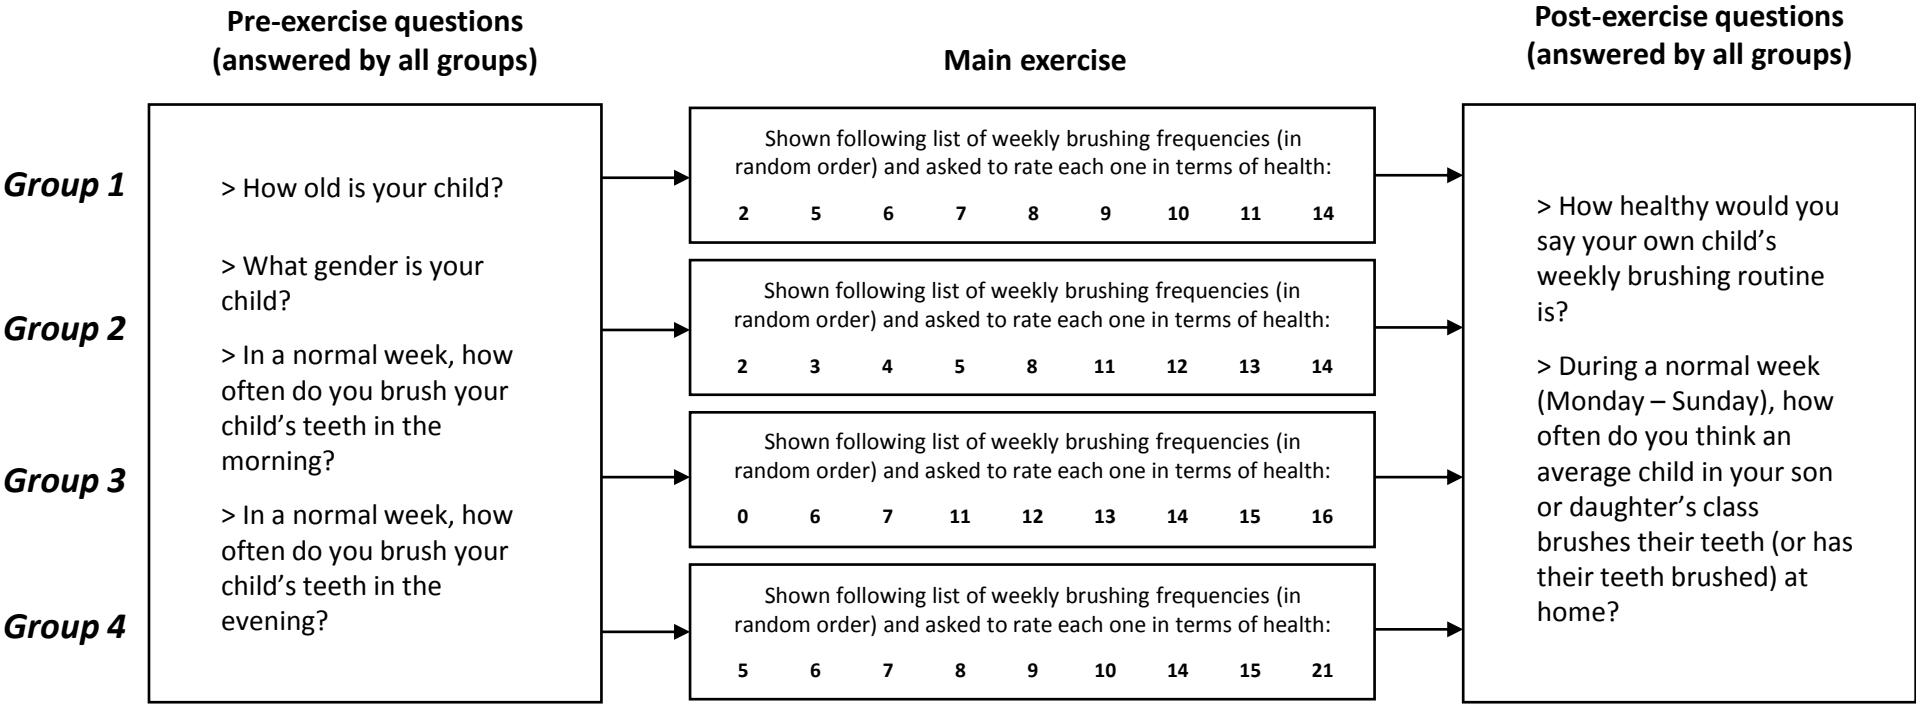 Pre-exercise questions
(answered by all groups)
Main exercise
Post-exercise questions
(answered by all groups)
Group 1
Group 2
Group 3
Group 4
> How old is your child?
> What gender is your
child?
> In a normal week, how
often do you brush your
child's teeth in the
morning?
> In a normal week, how
often do you brush your
child's teeth in the
evening?
Shown following list of weekly brushing frequencies (in
random order) and asked to rate each one in terms of health:
2 5 6 7 8 9 10 11 14
Shown following list of weekly brushing frequencies (in
random order) and asked to rate each one in terms of health:
2 3 4 5 8 11 12 13 14
Shown following list of weekly brushing frequencies (in
random order) and asked to rate each one in terms of health:
0 6 7 11 12 13 14 15 16
Shown following list of weekly brushing frequencies (in
random order) and asked to rate each one in terms of health:
5 6 7 8 9 10 14 15 21
> How healthy would you
say your own child's
weekly brushing routine
is?
> During a normal week
(Monday – Sunday), how
often do you think an
average child in your son
or daughter's class
brushes their teeth (or has
their teeth brushed) at
home?